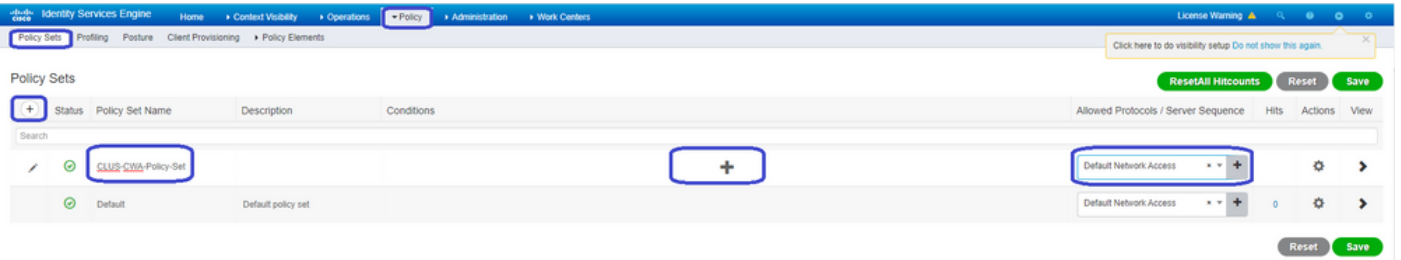 cisco Identity Services Engine Home Context Visibility Operations Policy Administration Work Centers License Warning
Policy Sets Profiling Posture Client Provisioning Policy Elements
Click here to do visibility setup Do not show this again.
Policy Sets
ResetAll Hitcounts Reset Save
+ Status Policy Set Name Description Conditions Allowed Protocols / Server Sequence Hits Actions View
Search
CLUS-CWA-Policy-Set + Default Network Access × +
Default Default policy set Default Network Access × + 0
Reset Save